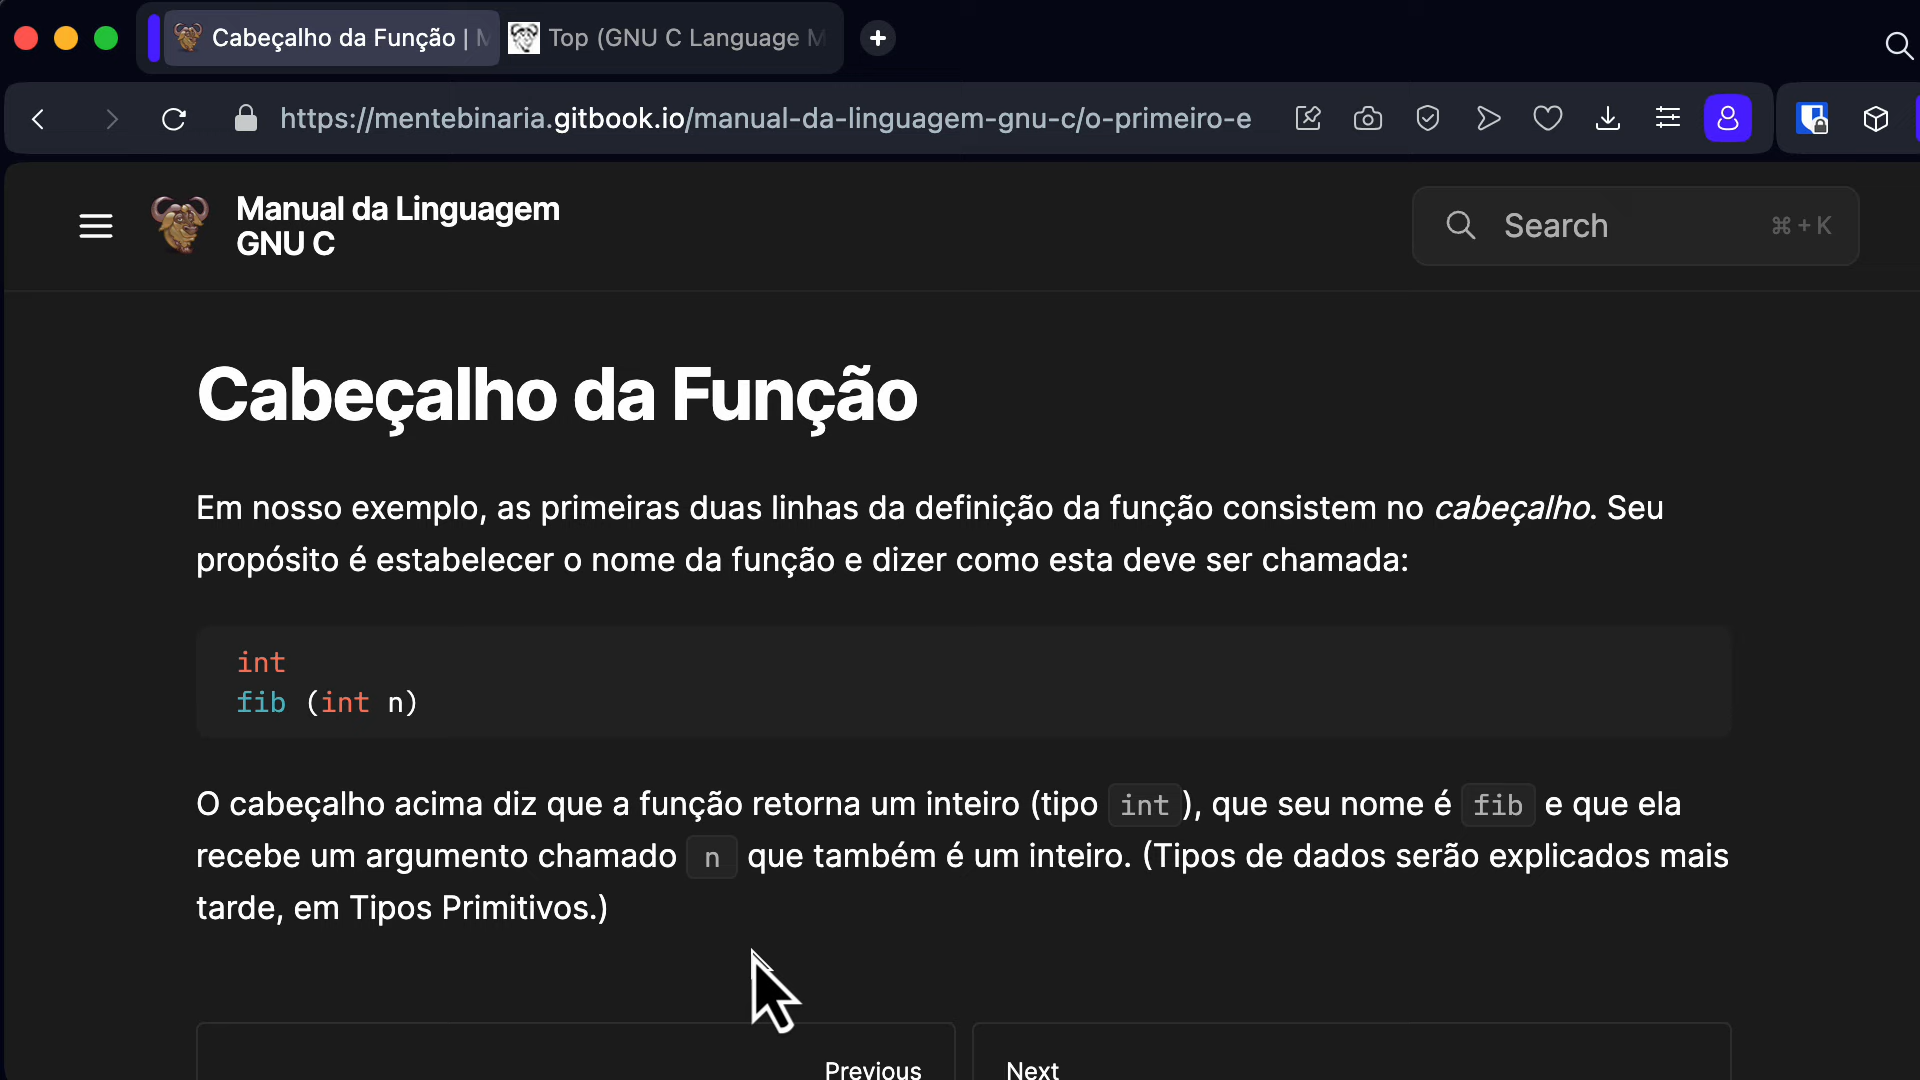 Cabeçalho da Função | M
Top (GNU C Language M
https://mentebinaria.gitbook.io/manual-da-linguagem-gnu-c/o-primeiro-e
Manual da Linguagem
GNU C
Search
⌘ + K
Cabeçalho da Função
Em nosso exemplo, as primeiras duas linhas da definição da função consistem no cabeçalho. Seu
propósito é estabelecer o nome da função e dizer como esta deve ser chamada:
int
fib (int n)
O cabeçalho acima diz que a função retorna um inteiro (tipo int), que seu nome é fib e que ela
recebe um argumento chamado n que também é um inteiro. (Tipos de dados serão explicados mais
tarde, em Tipos Primitivos.)
Previous
Next